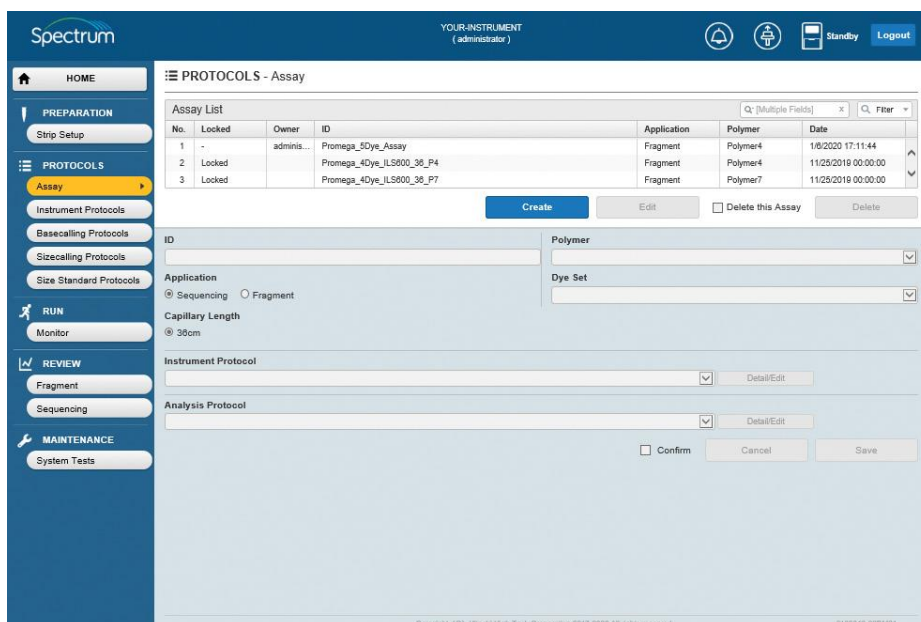 Spectrum
YOUR-INSTRUMENT
( administrator )
Standby
Logout
HOME
PREPARATION
Strip Setup
PROTOCOLS
Assay
Instrument Protocols
Basecalling Protocols
Sizecalling Protocols
Size Standard Protocols
RUN
Monitor
REVIEW
Fragment
Sequencing
MAINTENANCE
System Tests
PROTOCOLS - Assay
Assay List [Multiple Fields] x Filter
No. Locked Owner ID Application Polymer Date
1 - adminis... Promega_5Dye_Assay Fragment Polymer4 1/6/2020 17:11:44
2 Locked Promega_4Dye_ILS600_36_P4 Fragment Polymer4 11/25/2019 00:00:00
3 Locked Promega_4Dye_ILS600_36_P7 Fragment Polymer7 11/25/2019 00:00:00
Create Edit Delete this Assay Delete
ID Polymer
Application Dye Set
Sequencing Fragment
Capillary Length
36cm
Instrument Protocol
Detail/Edit
Analysis Protocol
Detail/Edit
Confirm Cancel Save